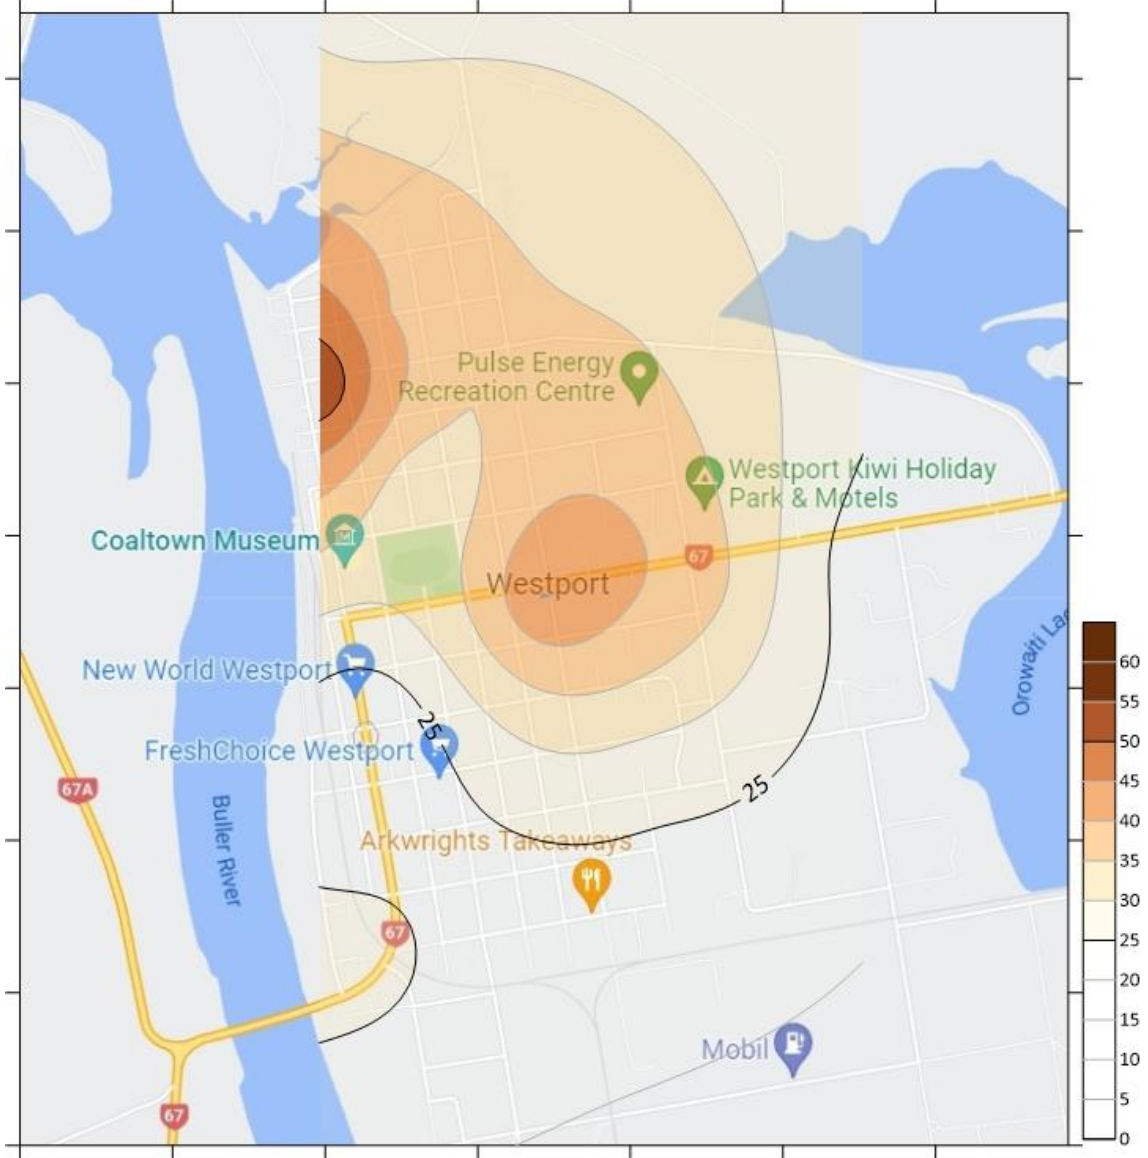 Pulse Energy
Recreation Centre
Westport Kiwi Holiday
Park & Motels
Coaltown Museum
67
Westport
New World Westport
25
FreshChoice Westport
67A
25
Buller River
Arkwrights Takeaways
67
Mobil
67
Orowaiti La
60
55
50
45
40
35
30
25
20
15
10
5
0